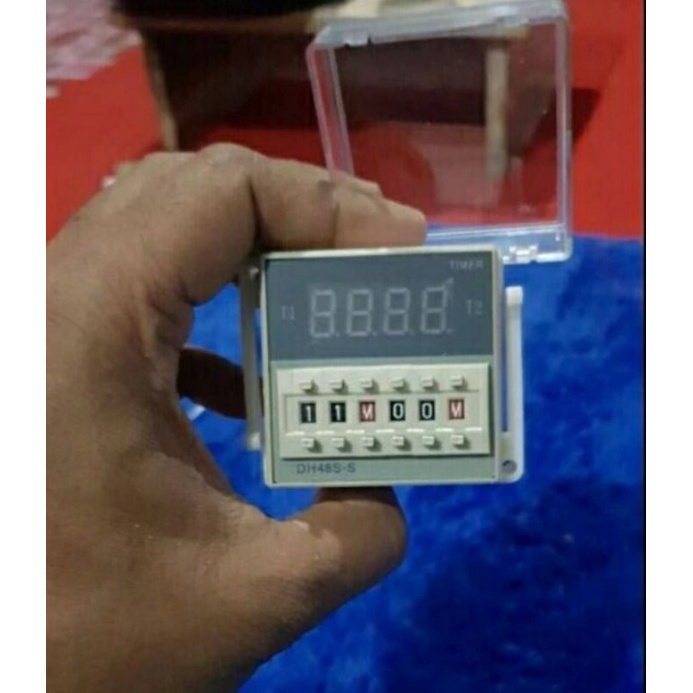 TIMER
T1 8.8.8.8. T2
1 1 M 0 0 M
DH48S-S